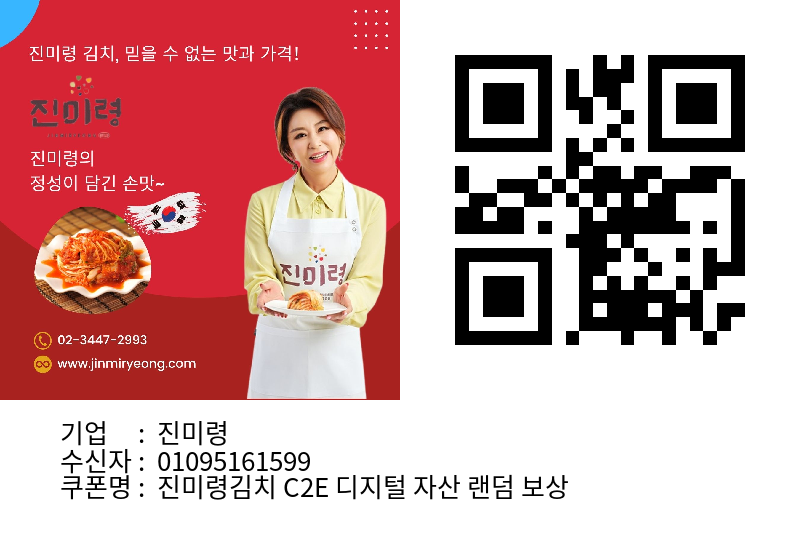 진미령 김치, 믿을 수 없는 맛과 가격!
진미령
진미령의
정성이 담긴 손맛~
진미령
02-3447-2993
www.jinmiryeong.com
기업 : 진미령
수신자 : 01095161599
쿠폰명 : 진미령김치 C2E 디지털 자산 랜덤 보상